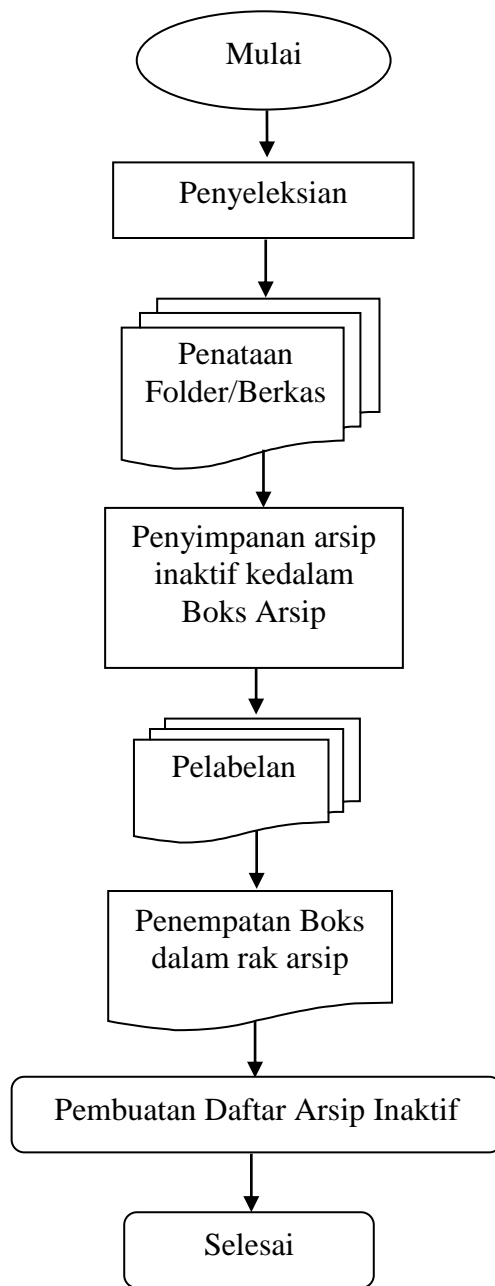 Mulai
Penyeleksian
Penataan
Folder/Berkas
Penyimpanan arsip
inaktif kedalam
Boks Arsip
Pelabelan
Penempatan Boks
dalam rak arsip
Pembuatan Daftar Arsip Inaktif
Selesai